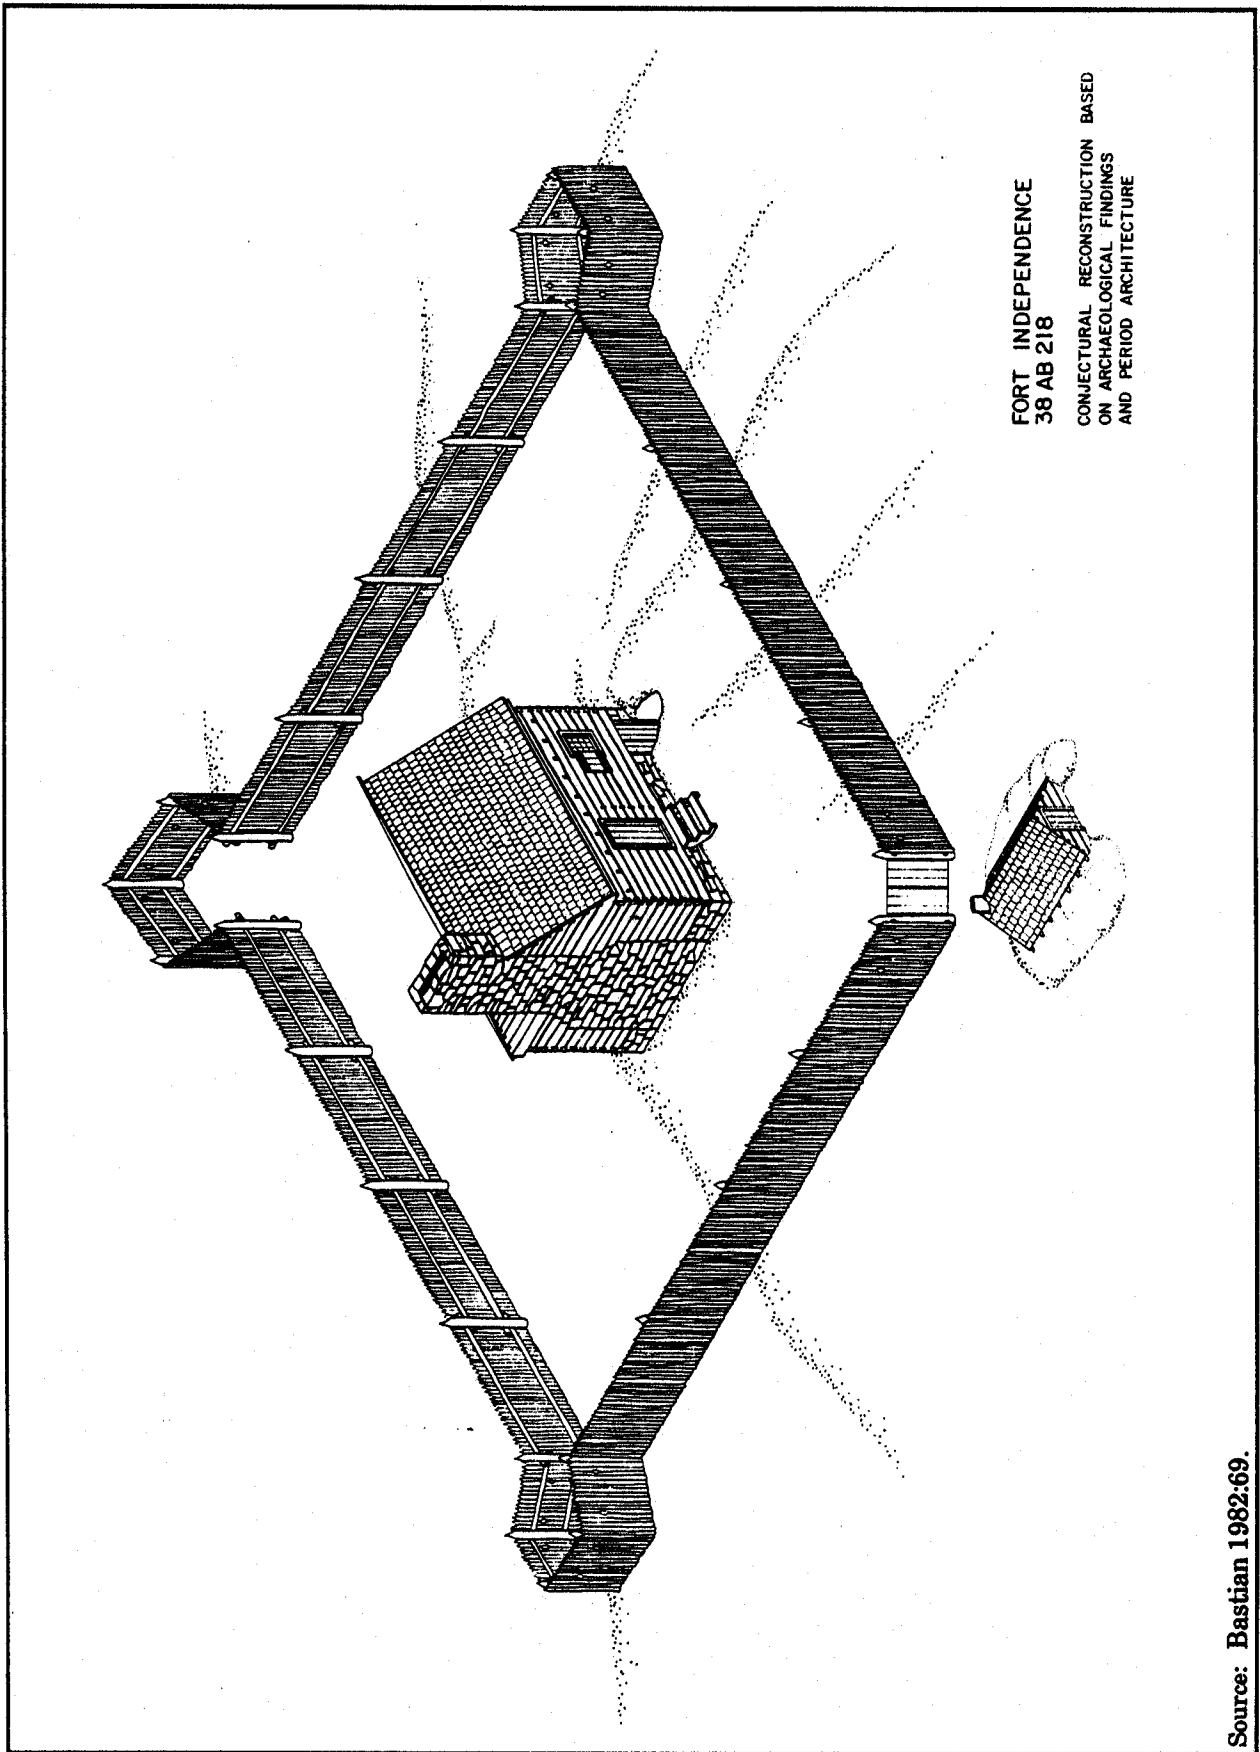 FORT INDEPENDENCE
38 AB 218
CONJECTURAL RECONSTRUCTION BASED
ON ARCHAEOLOGICAL FINDINGS
AND PERIOD ARCHITECTURE
Source: Bastian 1982:69.